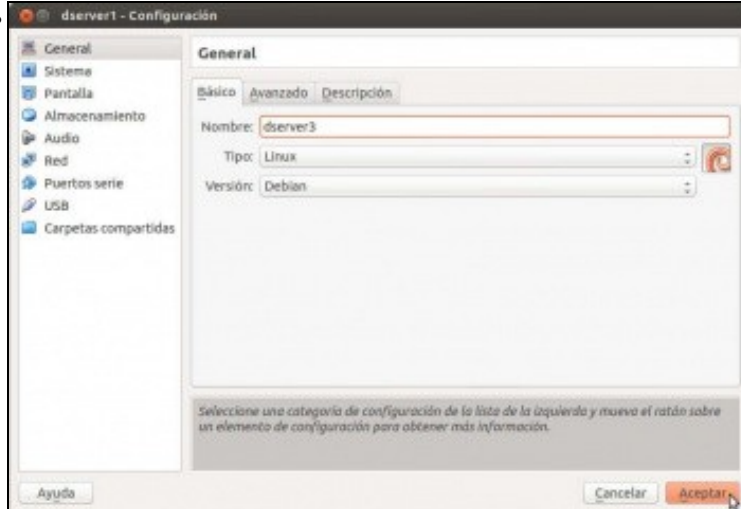 dserver1 - Configuración
General
Sistema
Pantalla
Almacenamiento
Audio
Red
Puertos serie
USB
Carpetas compartidas
General
Básico Avanzado Descripción
Nombre: dserver3
Tipo: Linux
Versión: Debian
Seleccione una categoría de configuración de la lista de la izquierda y mueva el ratón sobre
un elemento de configuración para obtener más información.
Ayuda Cancelar Aceptar